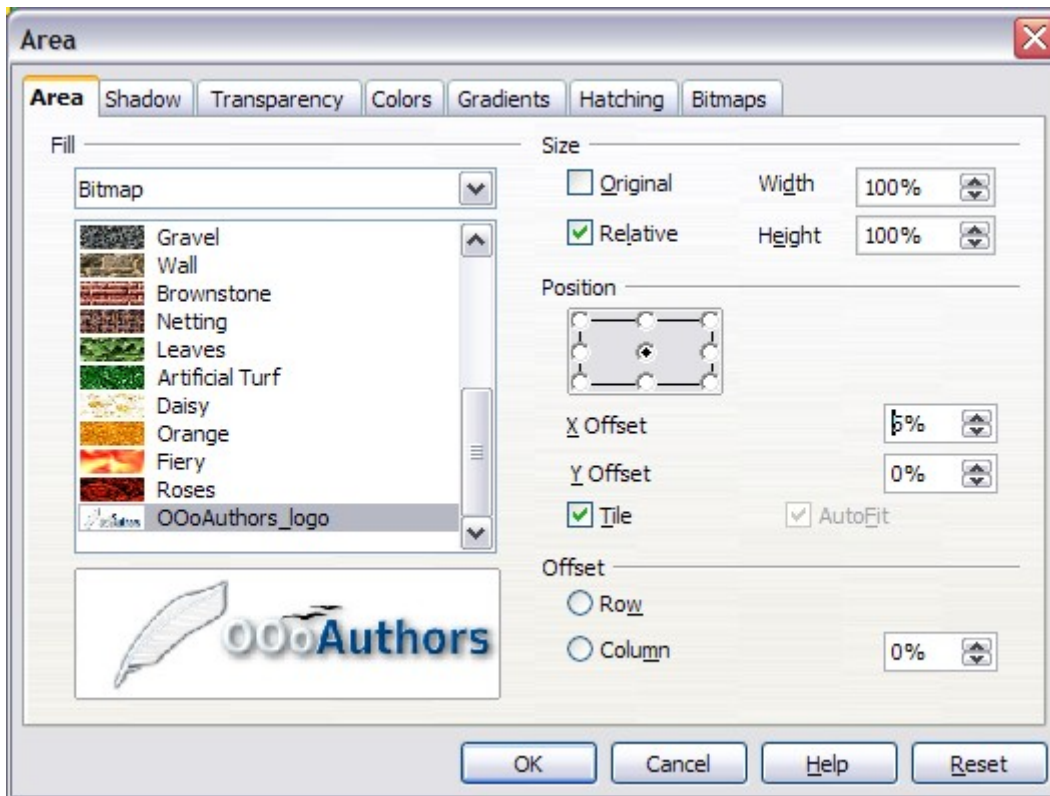 Area
Area Shadow Transparency Colors Gradients Hatching Bitmaps
Fill
Bitmap
Gravel
Wall
Brownstone
Netting
Leaves
Artificial Turf
Daisy
Orange
Fiery
Roses
OOoAuthors_logo
OOoAuthors
Size
Original Width 100%
Relative Height 100%
Position
X Offset
Y Offset 0%
Tile AutoFit
Offset
Row
Column 0%
OK Cancel Help Reset